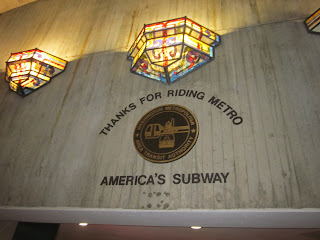 THANKS FOR RIDING METRO
AMERICA'S SUBWAY